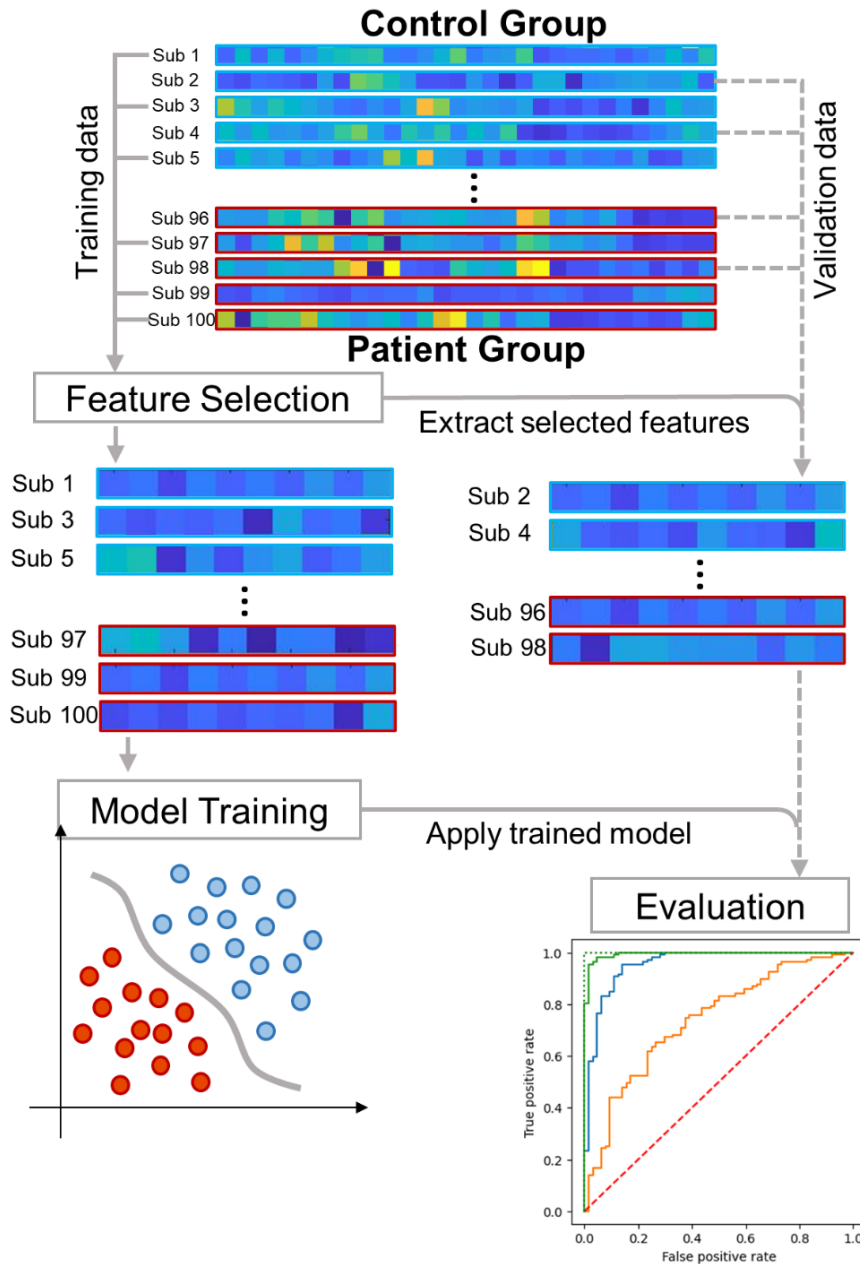 Control Group
Sub 1
Sub 2
Sub 3
Sub 4
Sub 5
Sub 96
Sub 97
Sub 98
Sub 99
Sub 100
Training data
Validation data
Patient Group
Feature Selection
Extract selected features
Sub 1
Sub 3
Sub 5
Sub 97
Sub 99
Sub 100
Sub 2
Sub 4
Sub 96
Sub 98
Model Training
Apply trained model
Evaluation
1.0
0.8
0.6
0.4
0.2
0.0
True positive rate
0.0 0.2 0.4 0.6 0.8 1.0
False positive rate